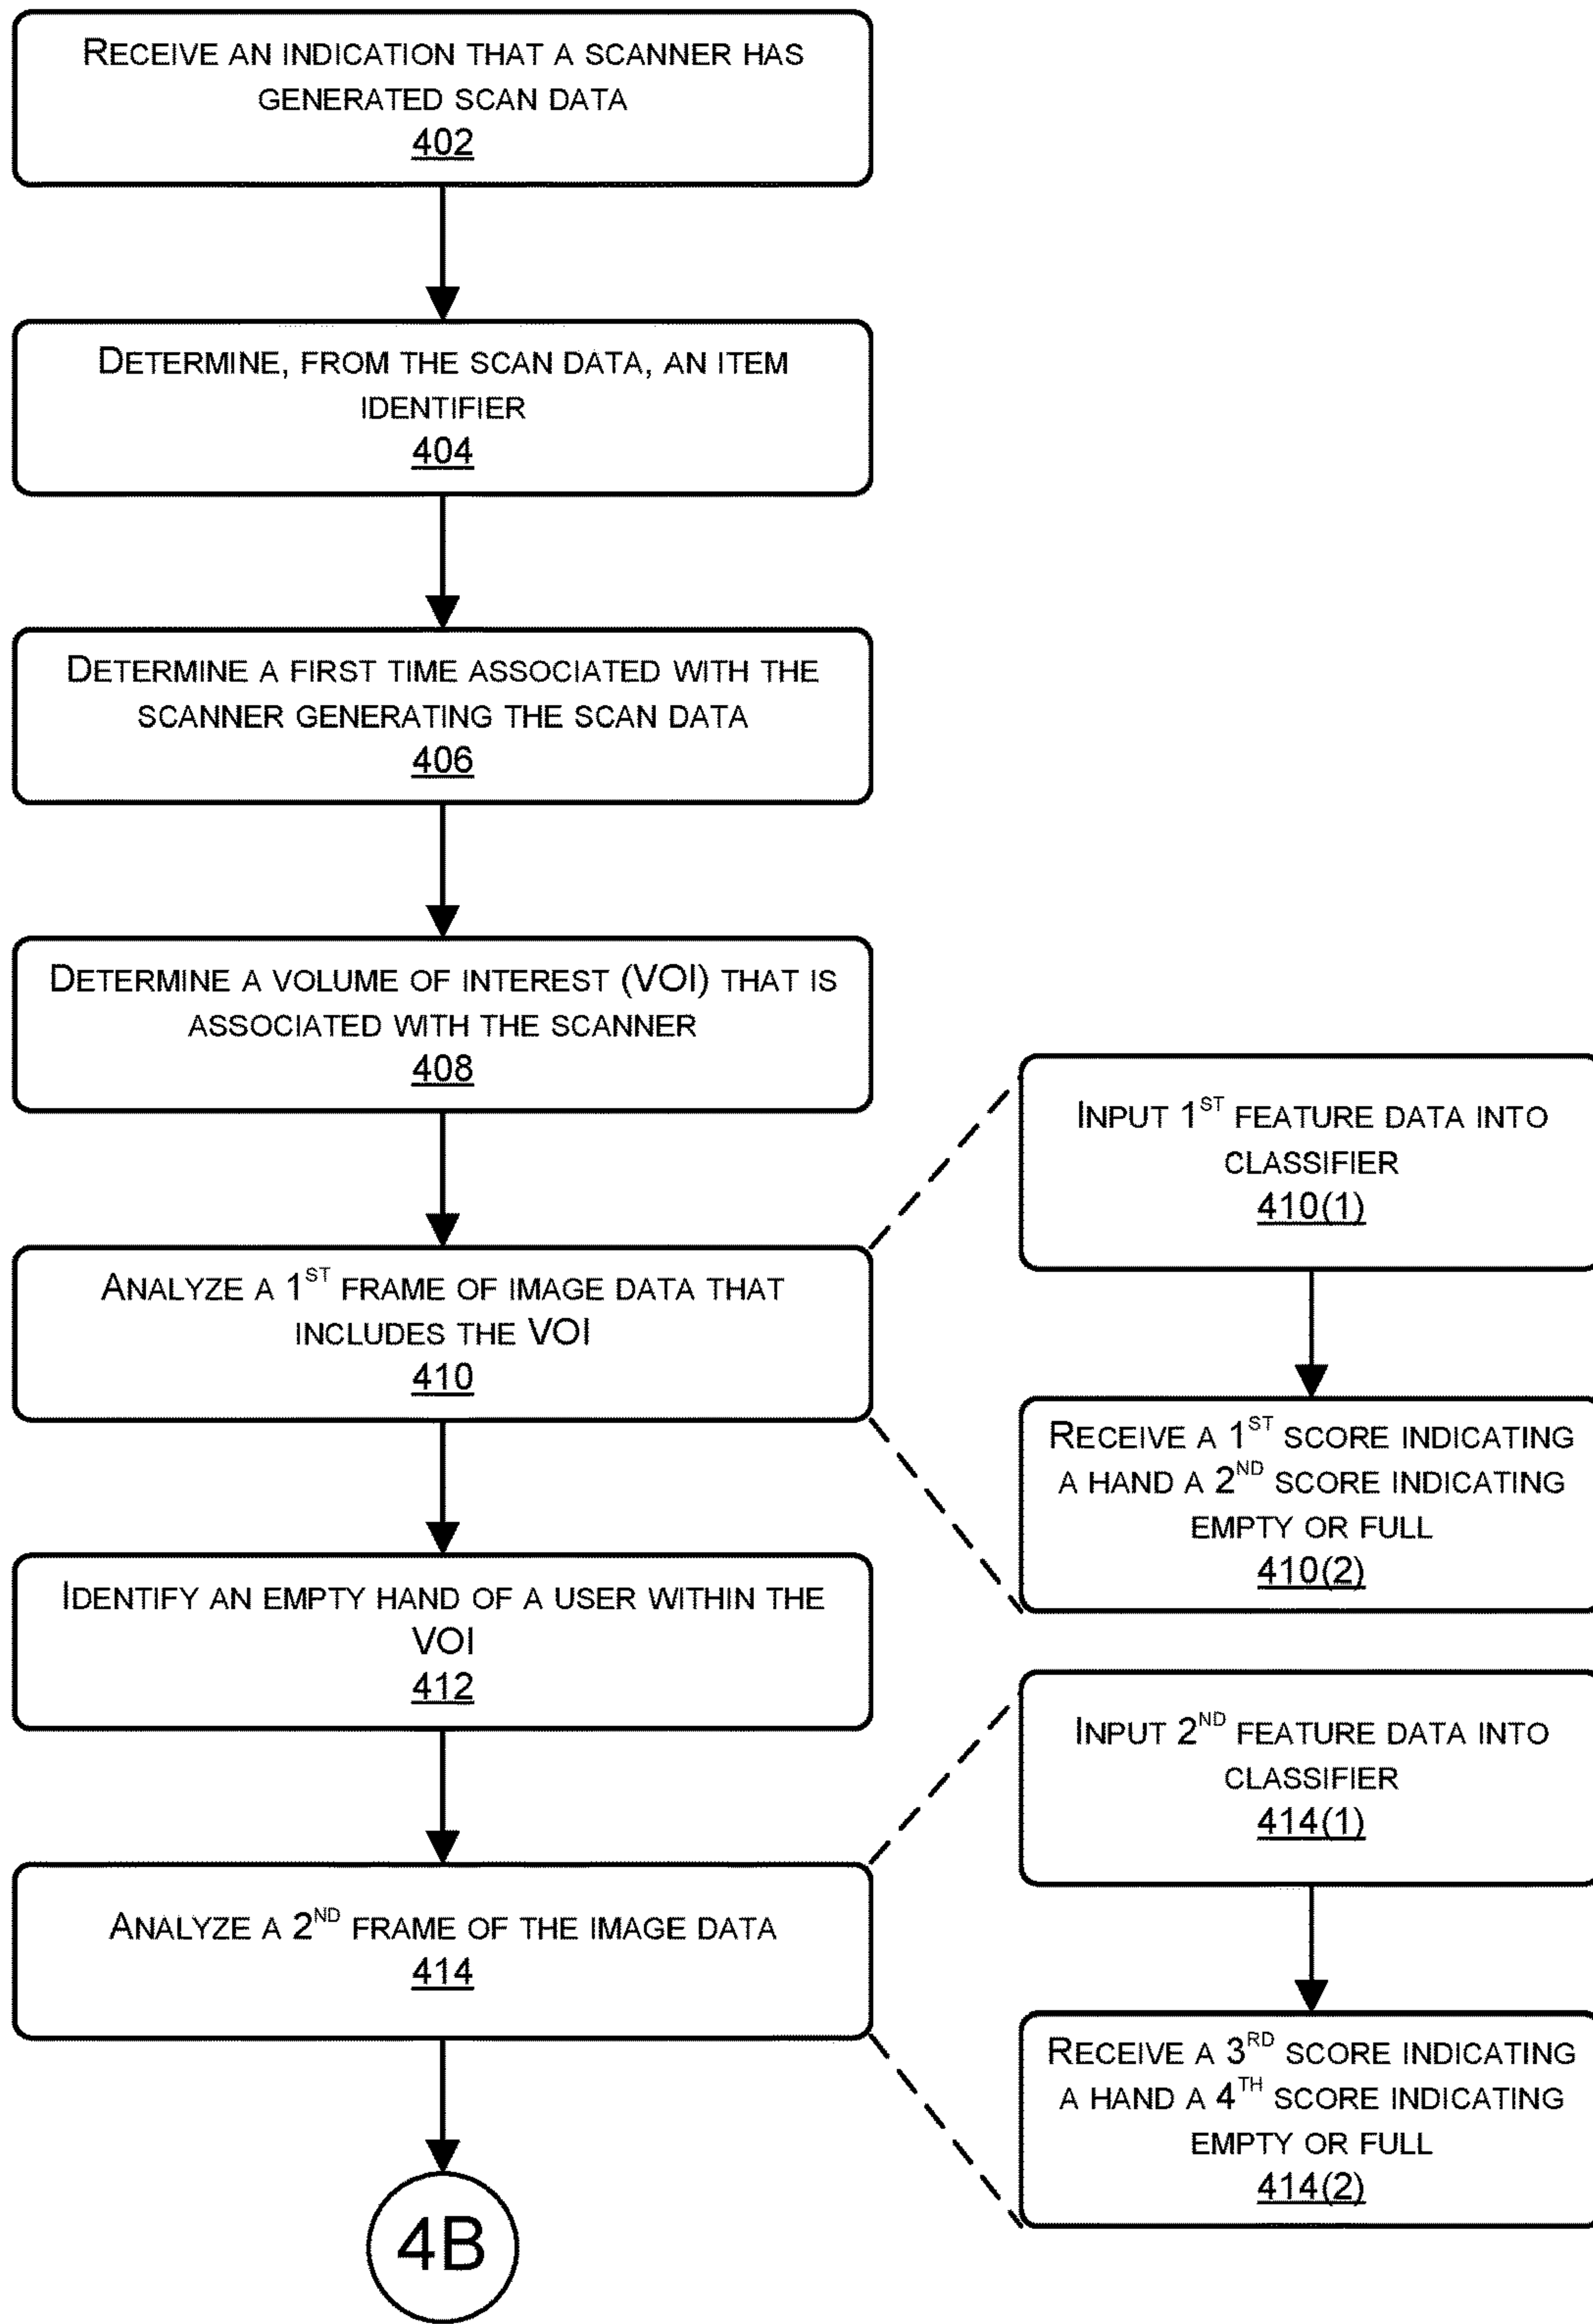 RECEIVE AN INDICATION THAT A SCANNER HAS
GENERATED SCAN DATA
402
DETERMINE, FROM THE SCAN DATA, AN ITEM
IDENTIFIER
404
DETERMINE A FIRST TIME ASSOCIATED WITH THE
SCANNER GENERATING THE SCAN DATA
406
DETERMINE A VOLUME OF INTEREST (VOI) THAT IS
ASSOCIATED WITH THE SCANNER
408
ANALYZE A 1ST FRAME OF IMAGE DATA THAT
INCLUDES THE VOI
410
INPUT 1ST FEATURE DATA INTO
CLASSIFIER
410(1)
RECEIVE A 1ST SCORE INDICATING
A HAND A 2ND SCORE INDICATING
EMPTY OR FULL
410(2)
IDENTIFY AN EMPTY HAND OF A USER WITHIN THE
VOI
412
ANALYZE A 2ND FRAME OF THE IMAGE DATA
414
INPUT 2ND FEATURE DATA INTO
CLASSIFIER
414(1)
RECEIVE A 3RD SCORE INDICATING
A HAND A 4TH SCORE INDICATING
EMPTY OR FULL
414(2)
4B